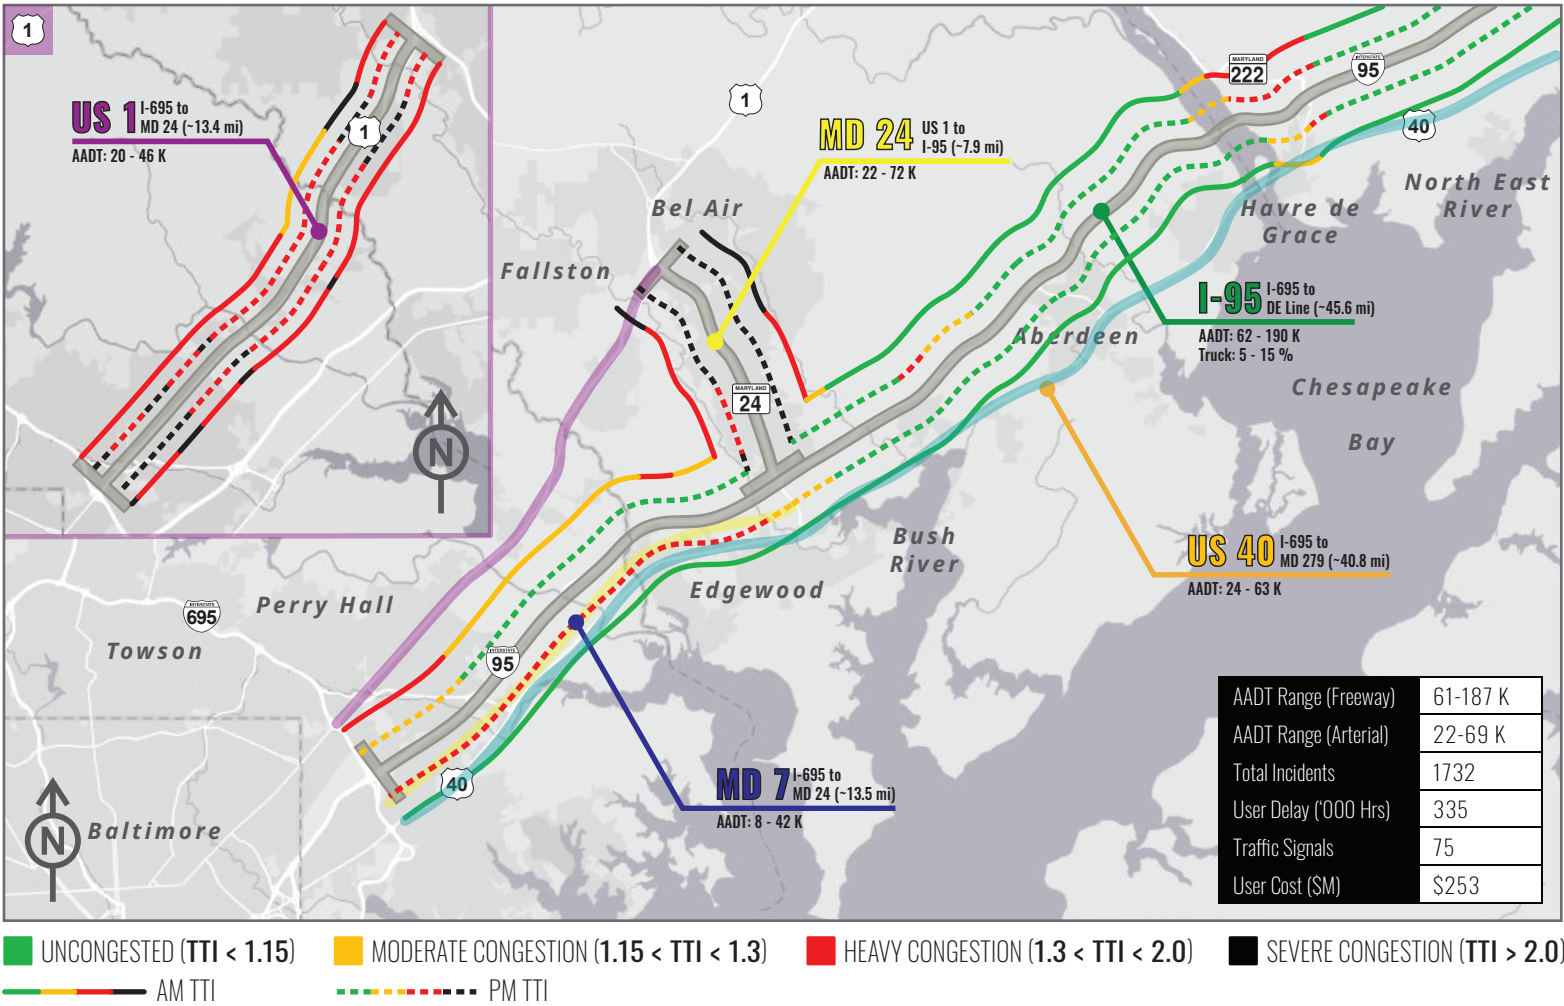 1
US 1 I-695 to
MD 24 (~13.4 mi)
AADT: 20 - 46 K
1
N
1
MD 24 US 1 to
I-95 (~7.9 mi)
AADT: 22 - 72 K
MARYLAND
222
INTERSTATE
95
40
North East
River
Havre de
Grace
Bel Air
Fallston
I-95 I-695 to
DE Line (~45.6 mi)
AADT: 62 - 190 K
Truck: 5 - 15 %
Aberdeen
Chesapeake
Bay
MARYLAND
24
Bush
River
US 40 I-695 to
MD 279 (~40.8 mi)
AADT: 24 - 63 K
Edgewood
Perry Hall
INTERSTATE
695
Towson
INTERSTATE
95
MD 7 I-695 to
MD 24 (~13.5 mi)
AADT: 8 - 42 K
40
N
Baltimore
AADT Range (Freeway) 61-187 K
AADT Range (Arterial) 22-69 K
Total Incidents 1732
User Delay (‘000 Hrs) 335
Traffic Signals 75
User Cost ($M) $253
UNCONGESTED (TTI < 1.15) MODERATE CONGESTION (1.15 < TTI < 1.3) HEAVY CONGESTION (1.3 < TTI < 2.0) SEVERE CONGESTION (TTI > 2.0)
AM TTI PM TTI